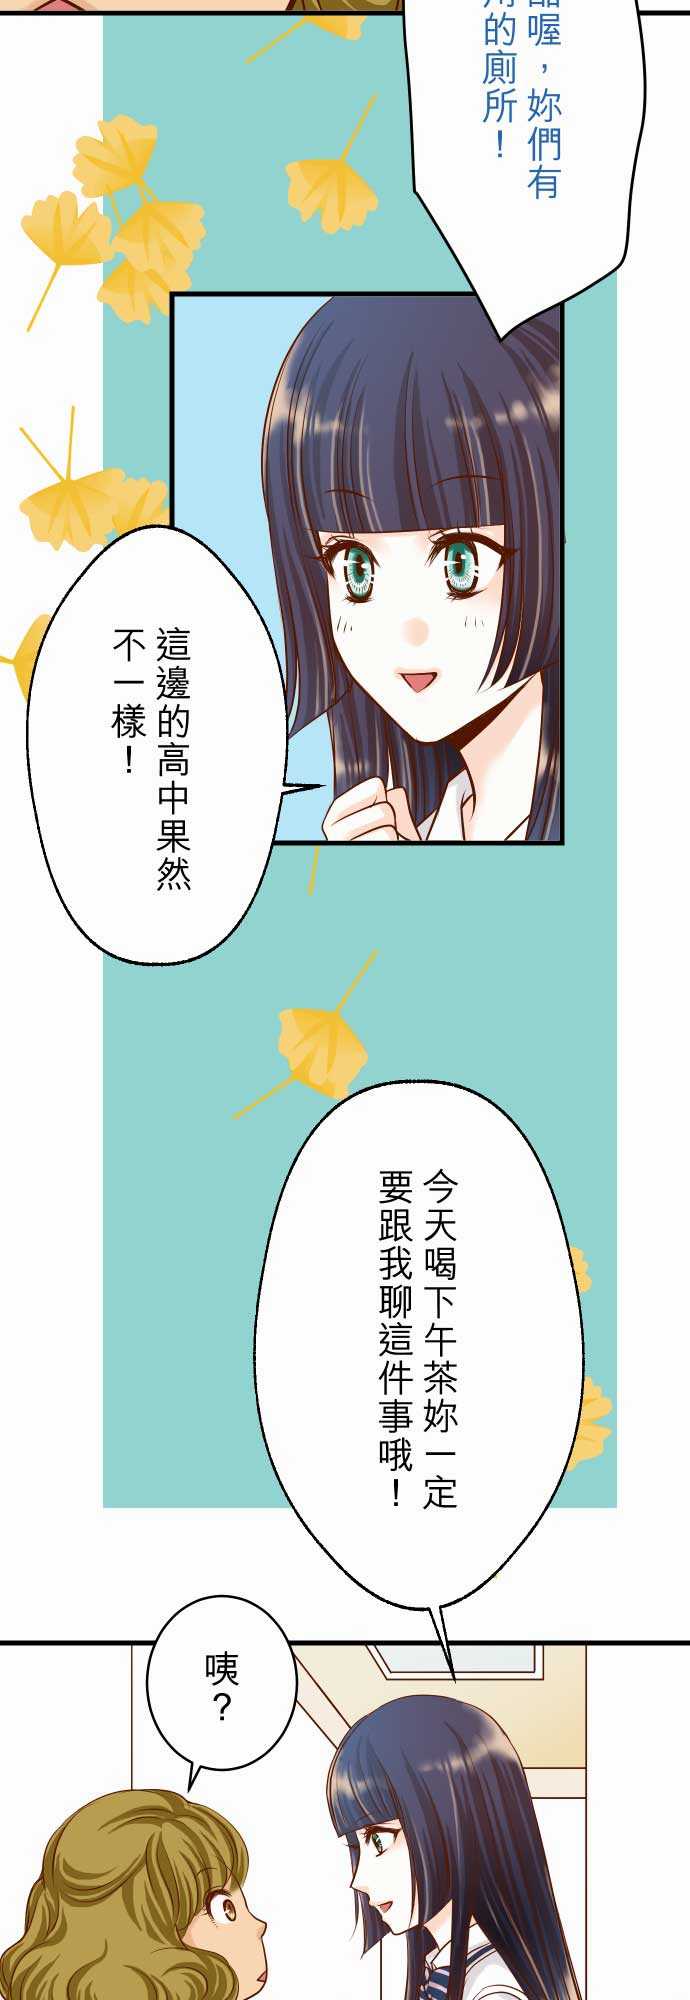 喔，妳們有
的廁所！
這邊的高中果然
不一樣！
今天喝下午茶妳一定
要跟我聊這件事哦！
咦？